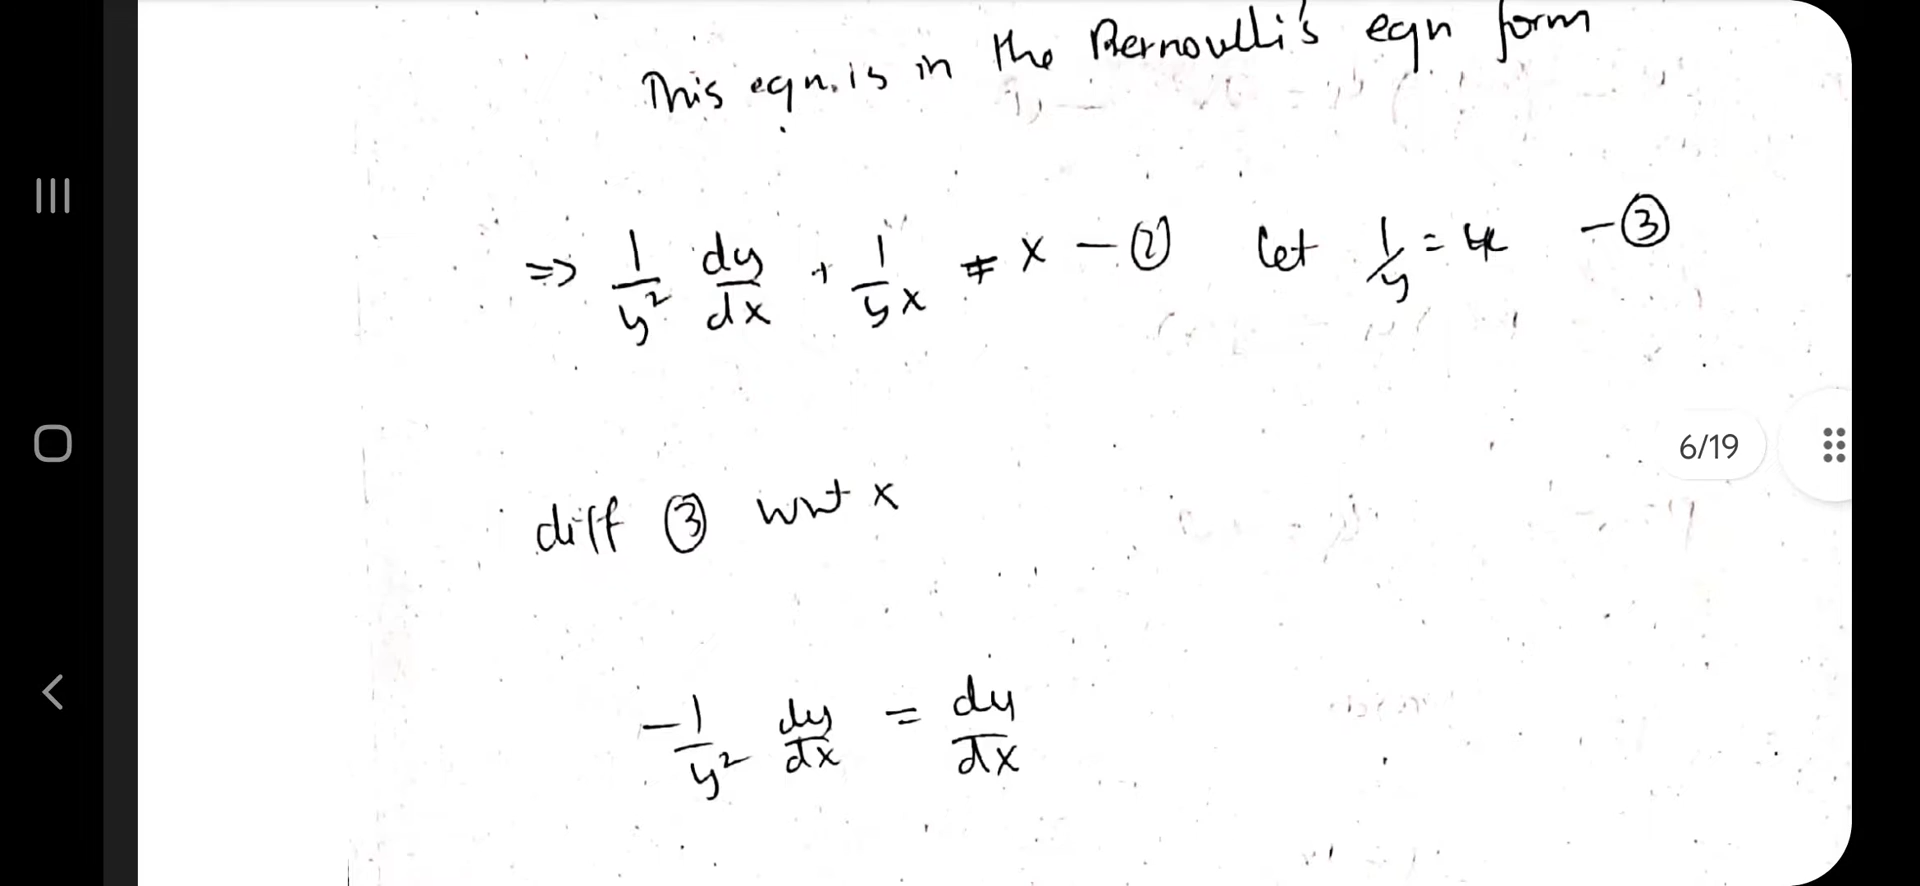 This eqn. is in the Bernoulli's eqn form
=> 1/y² dy/dx + 1/yx = x - ② let 1/y = u - ③
6/19
diff ③ wrt x
-1/y² dy/dx = du/dx